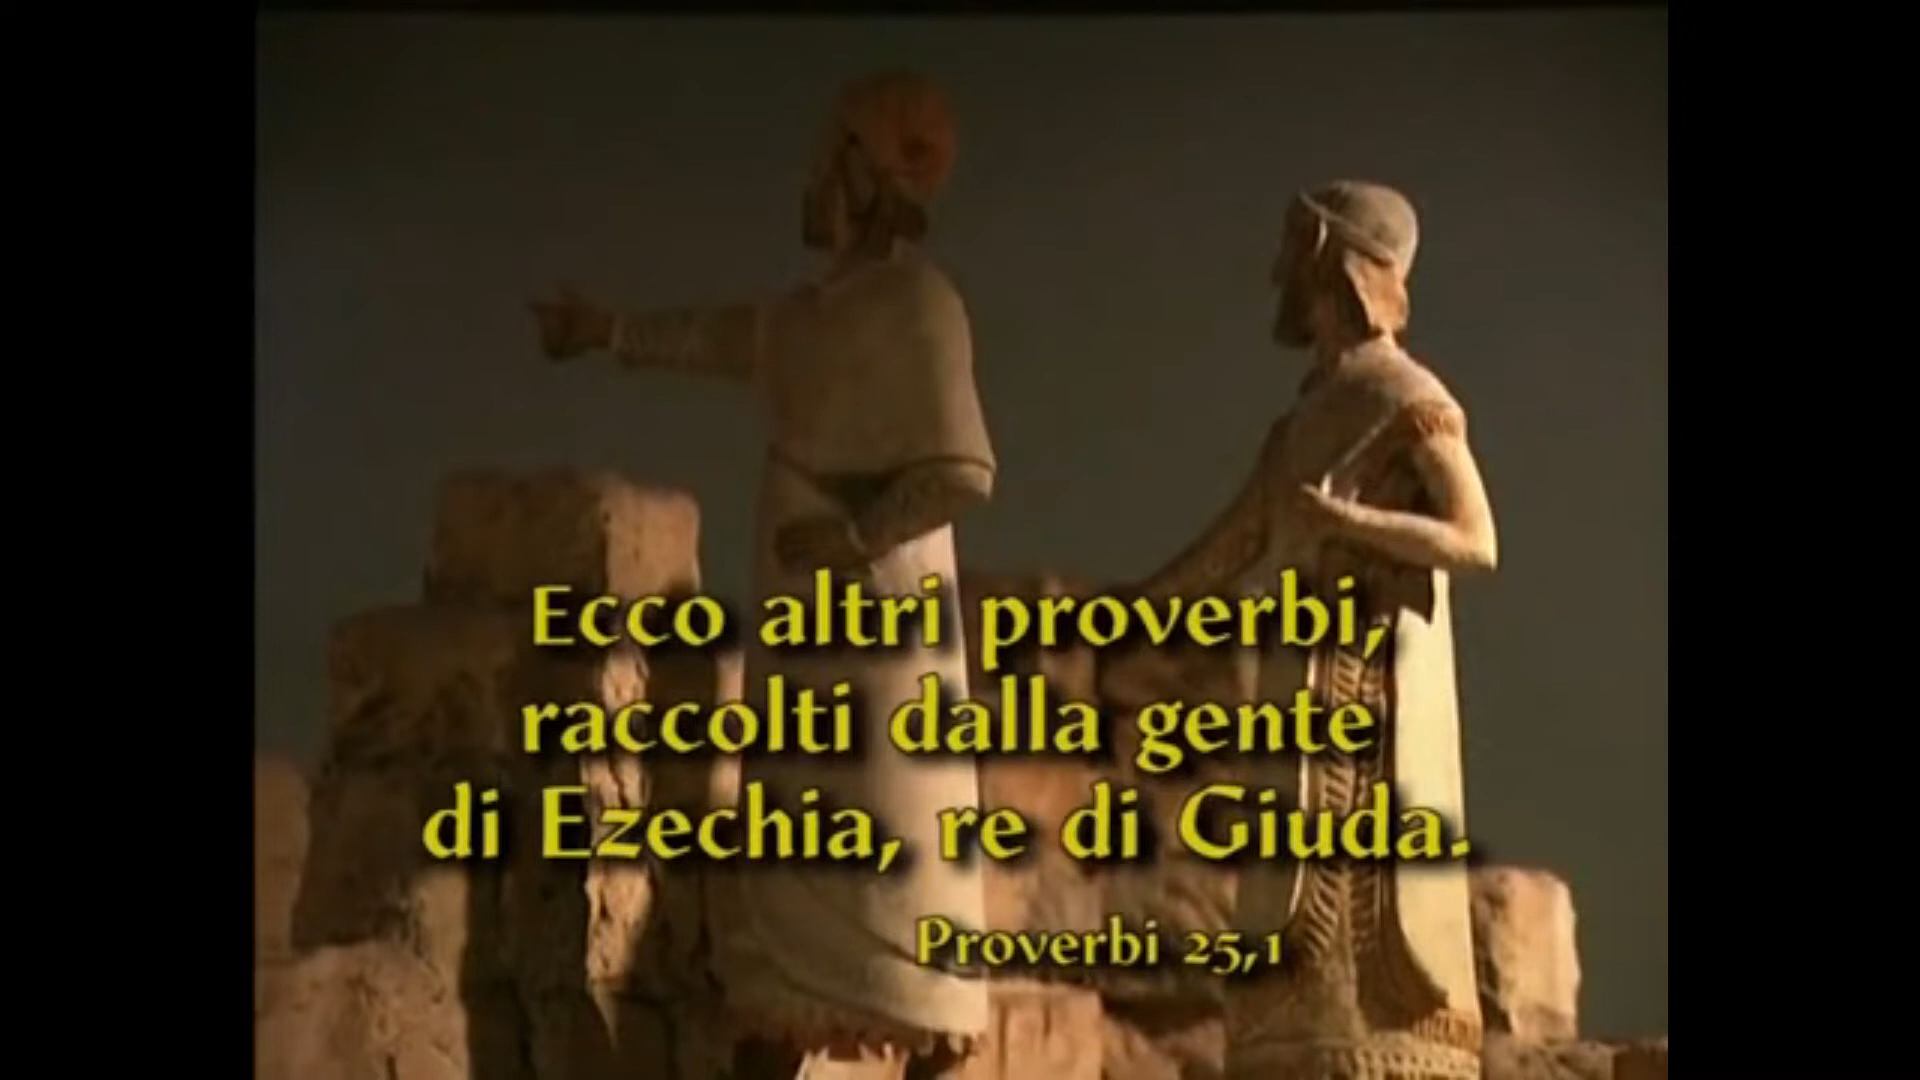 Ecco altri proverbi,
raccolti dalla gente
di Ezechia, re di Giuda.
Proverbi 25,1